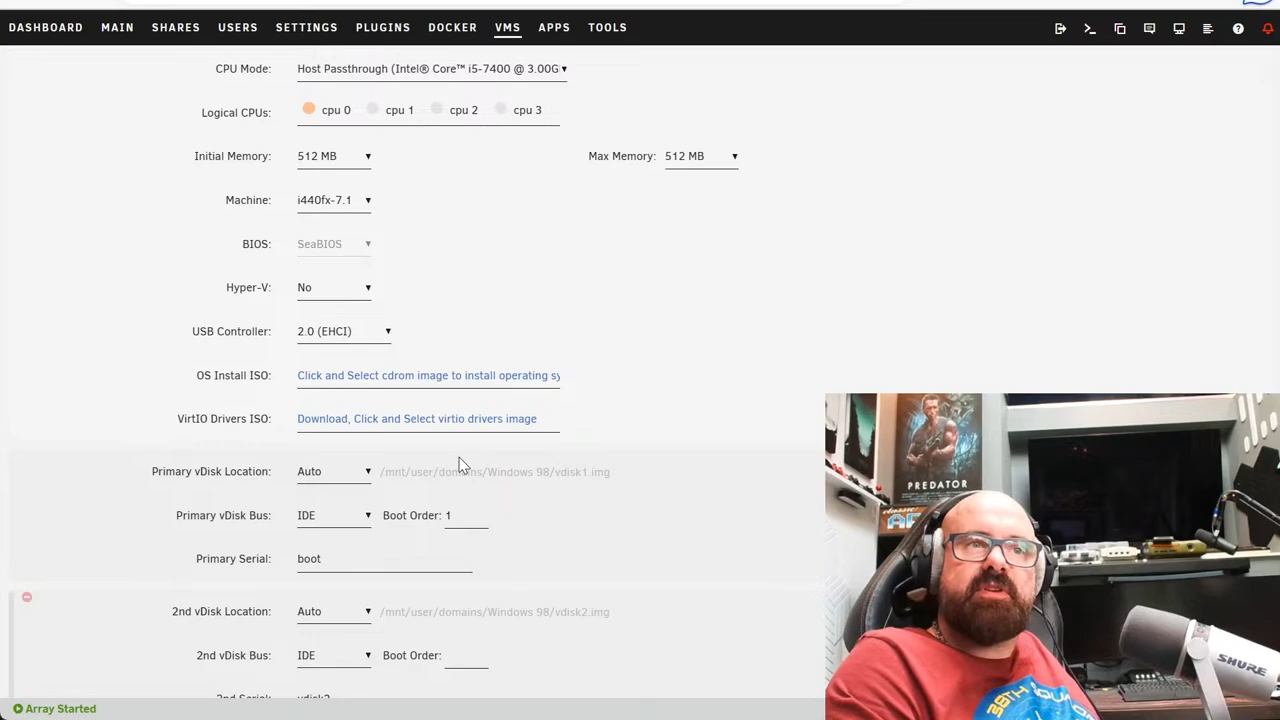 DASHBOARD MAIN SHARES USERS SETTINGS PLUGINS DOCKER VMS APPS TOOLS
CPU Mode: Host Passthrough (Intel® Core™ i5-7400 @ 3.00G
Logical CPUs: cpu 0 cpu 1 cpu 2 cpu 3
Initial Memory: 512 MB Max Memory: 512 MB
Machine: i440fx-7.1
BIOS: SeaBIOS
Hyper-V: No
USB Controller: 2.0 (EHCI)
OS Install ISO: Click and Select cdrom image to install operating sy
VirtIO Drivers ISO: Download, Click and Select virtio drivers image
Primary vDisk Location: Auto /mnt/user/domains/Windows 98/vdisk1.img
Primary vDisk Bus: IDE Boot Order: 1
Primary Serial: boot
2nd vDisk Location: Auto /mnt/user/domains/Windows 98/vdisk2.img
2nd vDisk Bus: IDE Boot Order:
2nd Serial: vdisk2
Array Started
PREDATOR
classic
SHURE
38TH